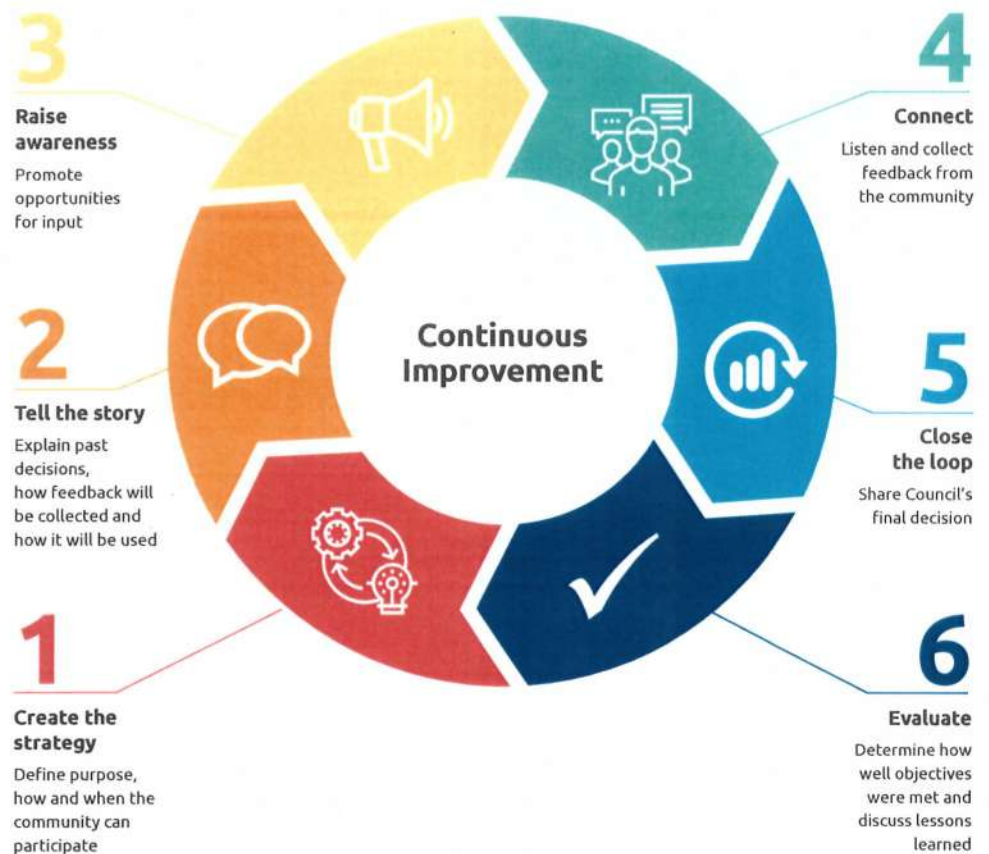 3
Raise
awareness
Promote
opportunities
for input
4
Connect
Listen and collect
feedback from
the community
2
Tell the story
Explain past
decisions,
how feedback will
be collected and
how it will be used
Continuous
Improvement
5
Close
the loop
Share Council's
final decision
1
Create the
strategy
Define purpose,
how and when the
community can
participate
6
Evaluate
Determine how
well objectives
were met and
discuss lessons
learned